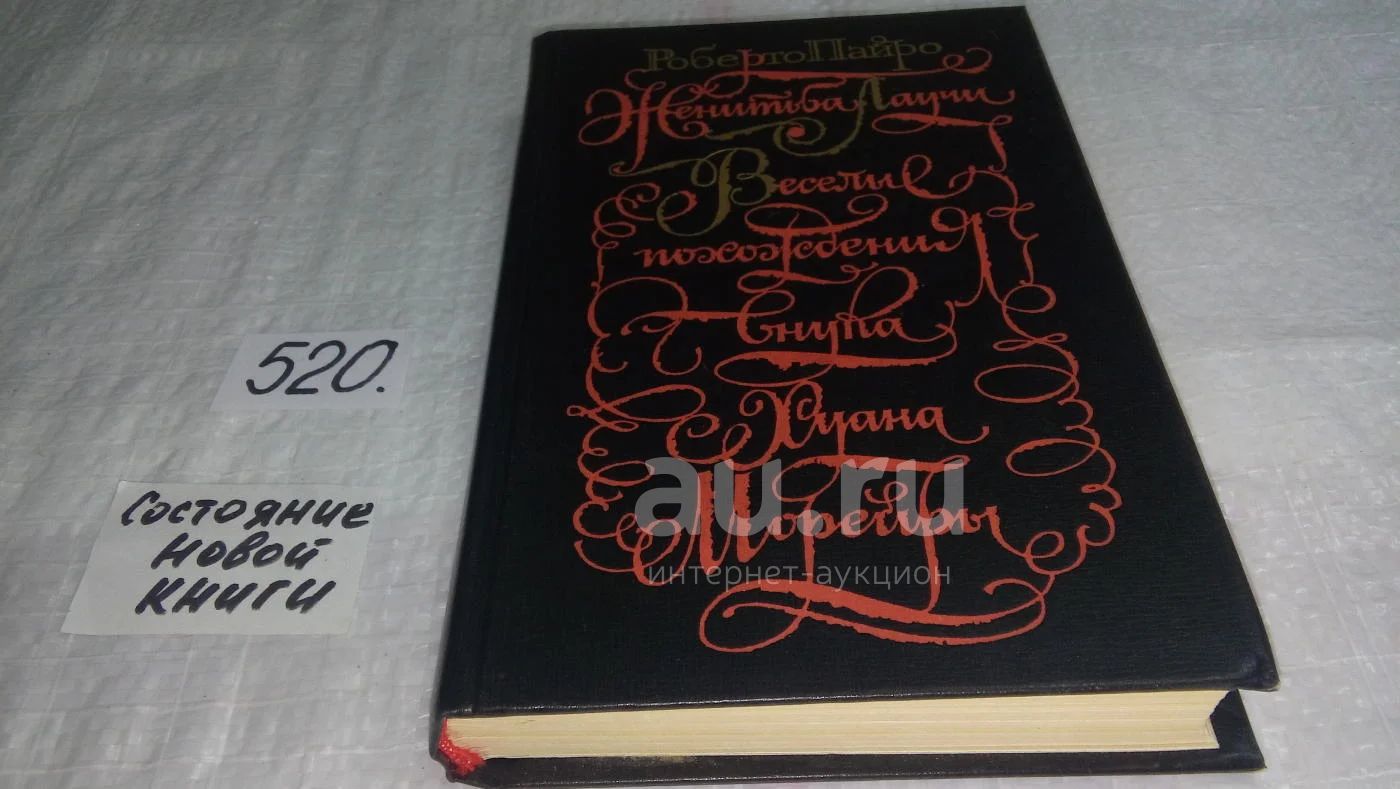 Роберто Пайро
Женитьба Лаучи
Веселые
похождения
внука
Хуана
Морейры
520.
Состояние
новой
книги
au.ru
интернет-аукцион